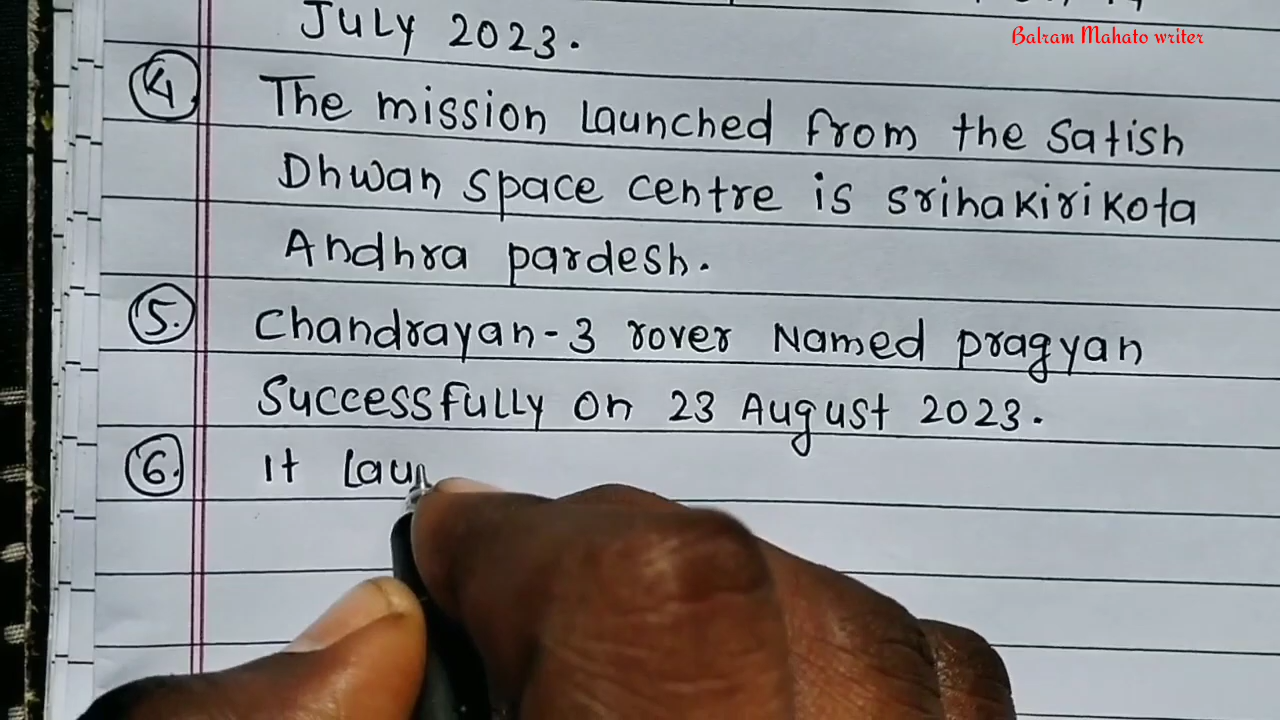 July 2023.
Balram Mahato writer
4. The mission Launched from the Satish
Dhwan space centre is srihakirikota
Andhra pardesh.
5. Chandrayan-3 rover Named pragyan
Successfully on 23 August 2023.
6. It Laun